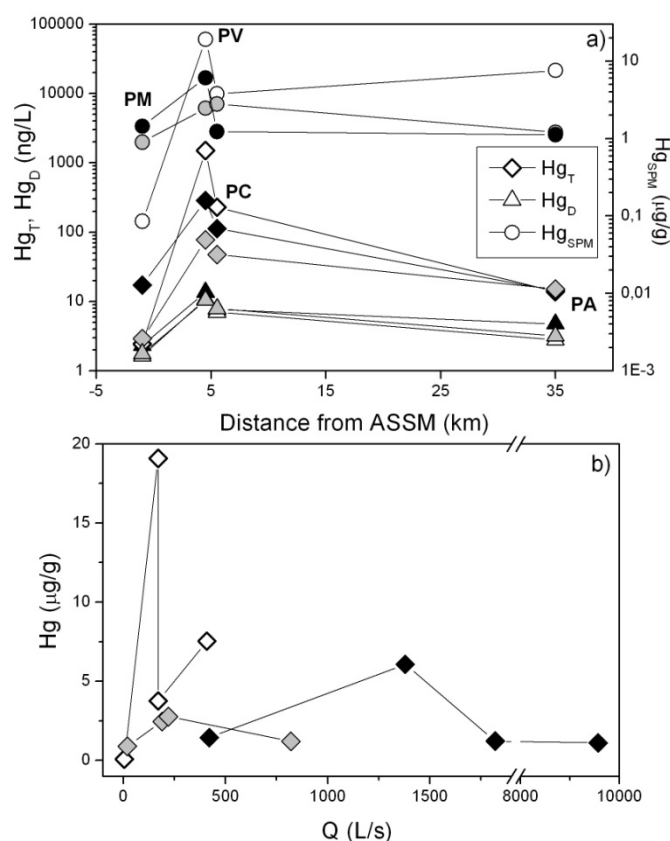 a)
100000
10000
1000
100
10
1
Hg_T, Hg_D (ng/L)
PM
PV
PC
PA
Hg_T
Hg_D
Hg_SPM
10
1
0,1
0,01
1E-3
Hg_SPM (µg/g)
-5 5 15 25 35
Distance from ASSM (km)
b)
20
15
10
5
0
Hg (µg/g)
0 500 1000 1500 8000 10000
Q (L/s)